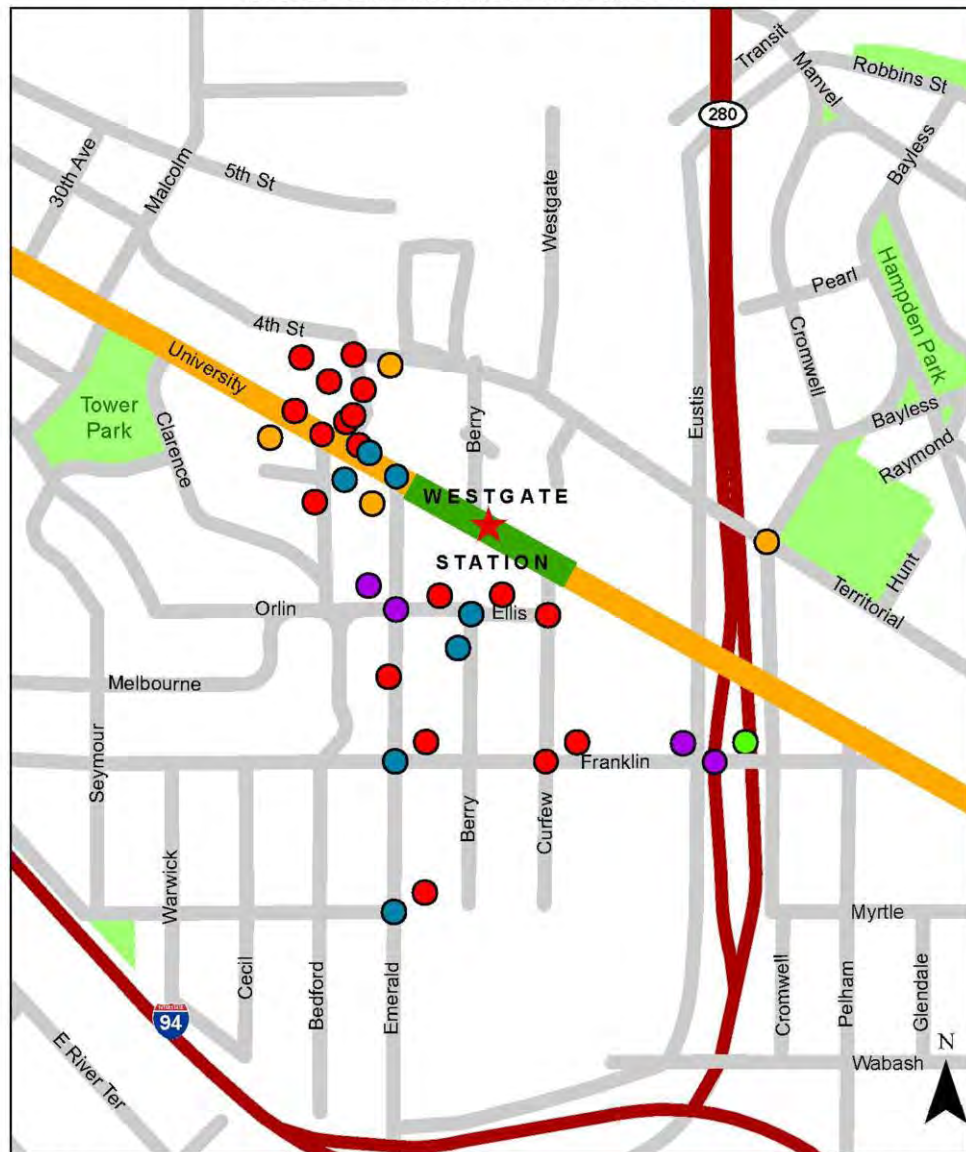 Transit
Manvel
Robbins St
280
30th Ave
Malcolm
5th St
Westgate
Bayless
Eustis
Pearl
Hampden Park
Cromwell
4th St
University
Tower
Park
Clarence
Berry
Bayless
Raymond
WESTGATE
STATION
Hunt
Territorial
Orlin
Ellis
Melbourne
Seymour
Franklin
Berry
Curfew
Warwick
Myrtle
Cecil
Bedford
Emerald
Cromwell
Pelham
Glendale
94
E River Ter
Wabash
N